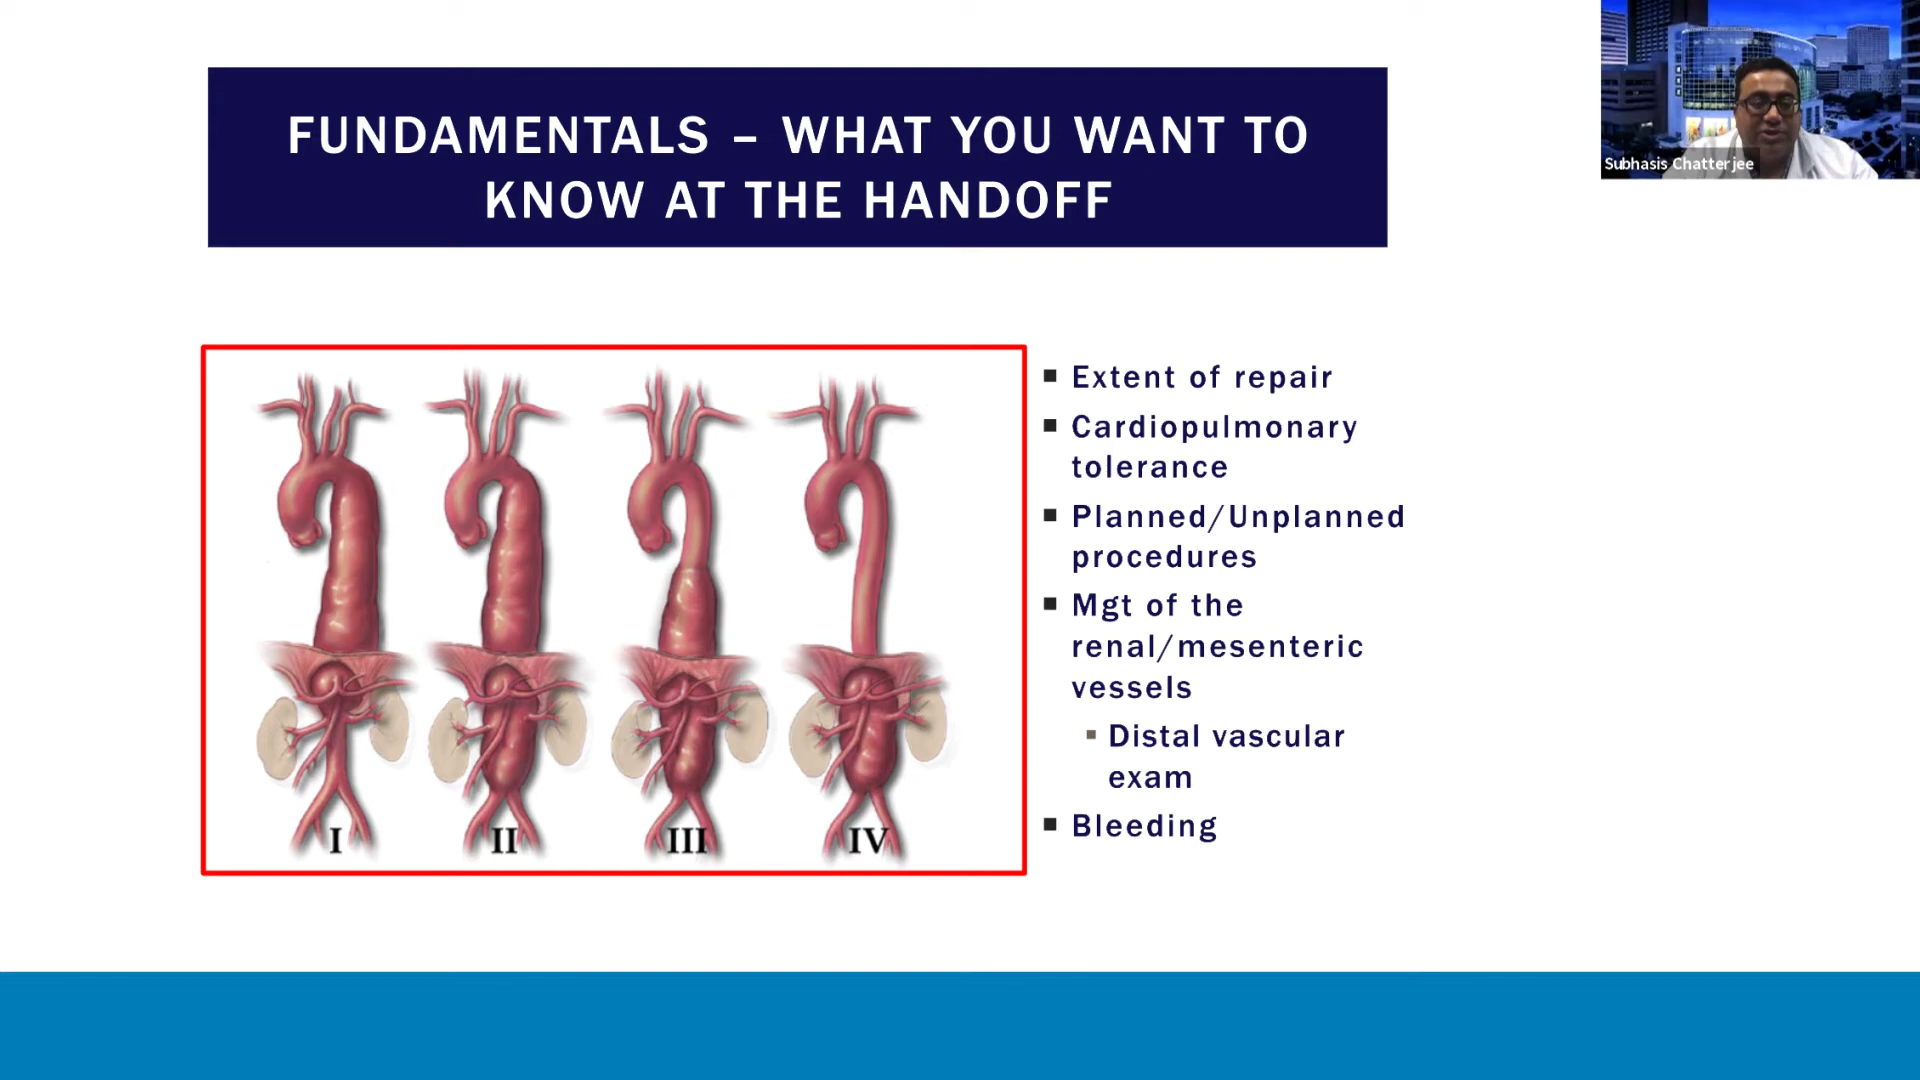 FUNDAMENTALS – WHAT YOU WANT TO
KNOW AT THE HANDOFF
Subhasis Chatterjee
I II III IV
▪ Extent of repair
▪ Cardiopulmonary
tolerance
▪ Planned/Unplanned
procedures
▪ Mgt of the
renal/mesenteric
vessels
▪ Distal vascular
exam
▪ Bleeding